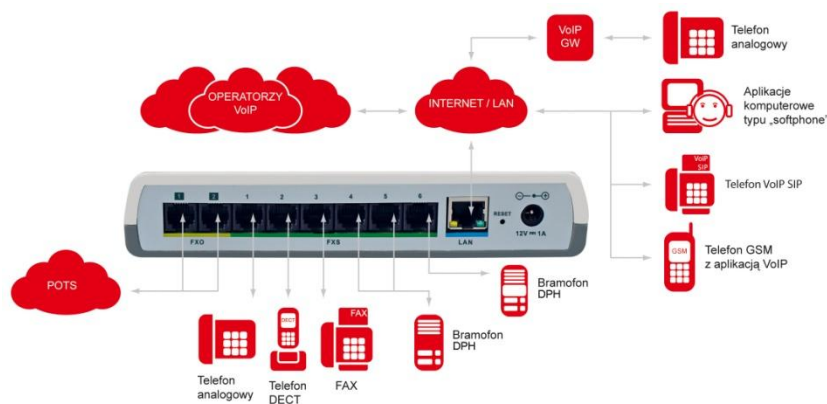 VoIP
GW
Telefon
analogowy
OPERATORZY
VoIP
INTERNET / LAN
Aplikacje
komputerowe
typu „softphone”
VoIP
SIP
Telefon VoIP SIP
1 2 1 2 3 4 5 6
RESET
12V 1A
FXO FXS LAN
GSM
Telefon GSM
z aplikacją VoIP
POTS
Bramofon
DPH
DECT
FAX
Bramofon
DPH
Telefon
analogowy
Telefon
DECT
FAX